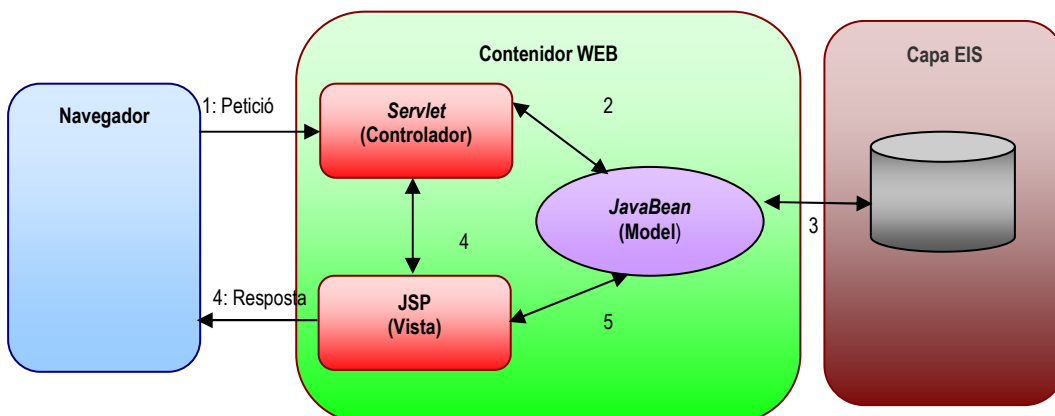 Contenidor WEB
Capa EIS
Navegador
1: Petició
Servlet
(Controlador)
2
JavaBean
(Model)
3
4
4: Resposta
JSP
(Vista)
5